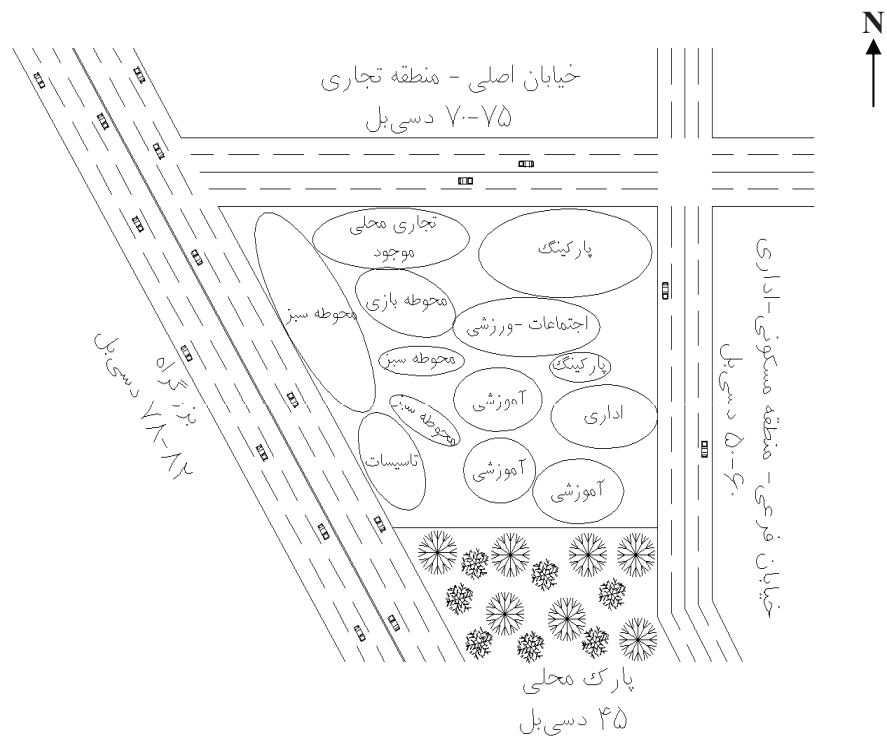 N
خیابان اصلی - منطقه تجاری
۷۰-۷۵ دسی‌بل
تجاری محلی
موجود
پارکینگ
محوطه سبز
محوطه بازی
اجتماعات -ورزشی
محوطه سبز
پارکینگ
محوطه سبز
آموزشی
اداری
تاسیسات
آموزشی
آموزشی
بزرگراه
۷۸-۸۲ دسی‌بل
خیابان فرعی- منطقه مسکونی-اداری
۵۰-۶۰ دسی‌بل
پارک محلی
۴۵ دسی‌بل